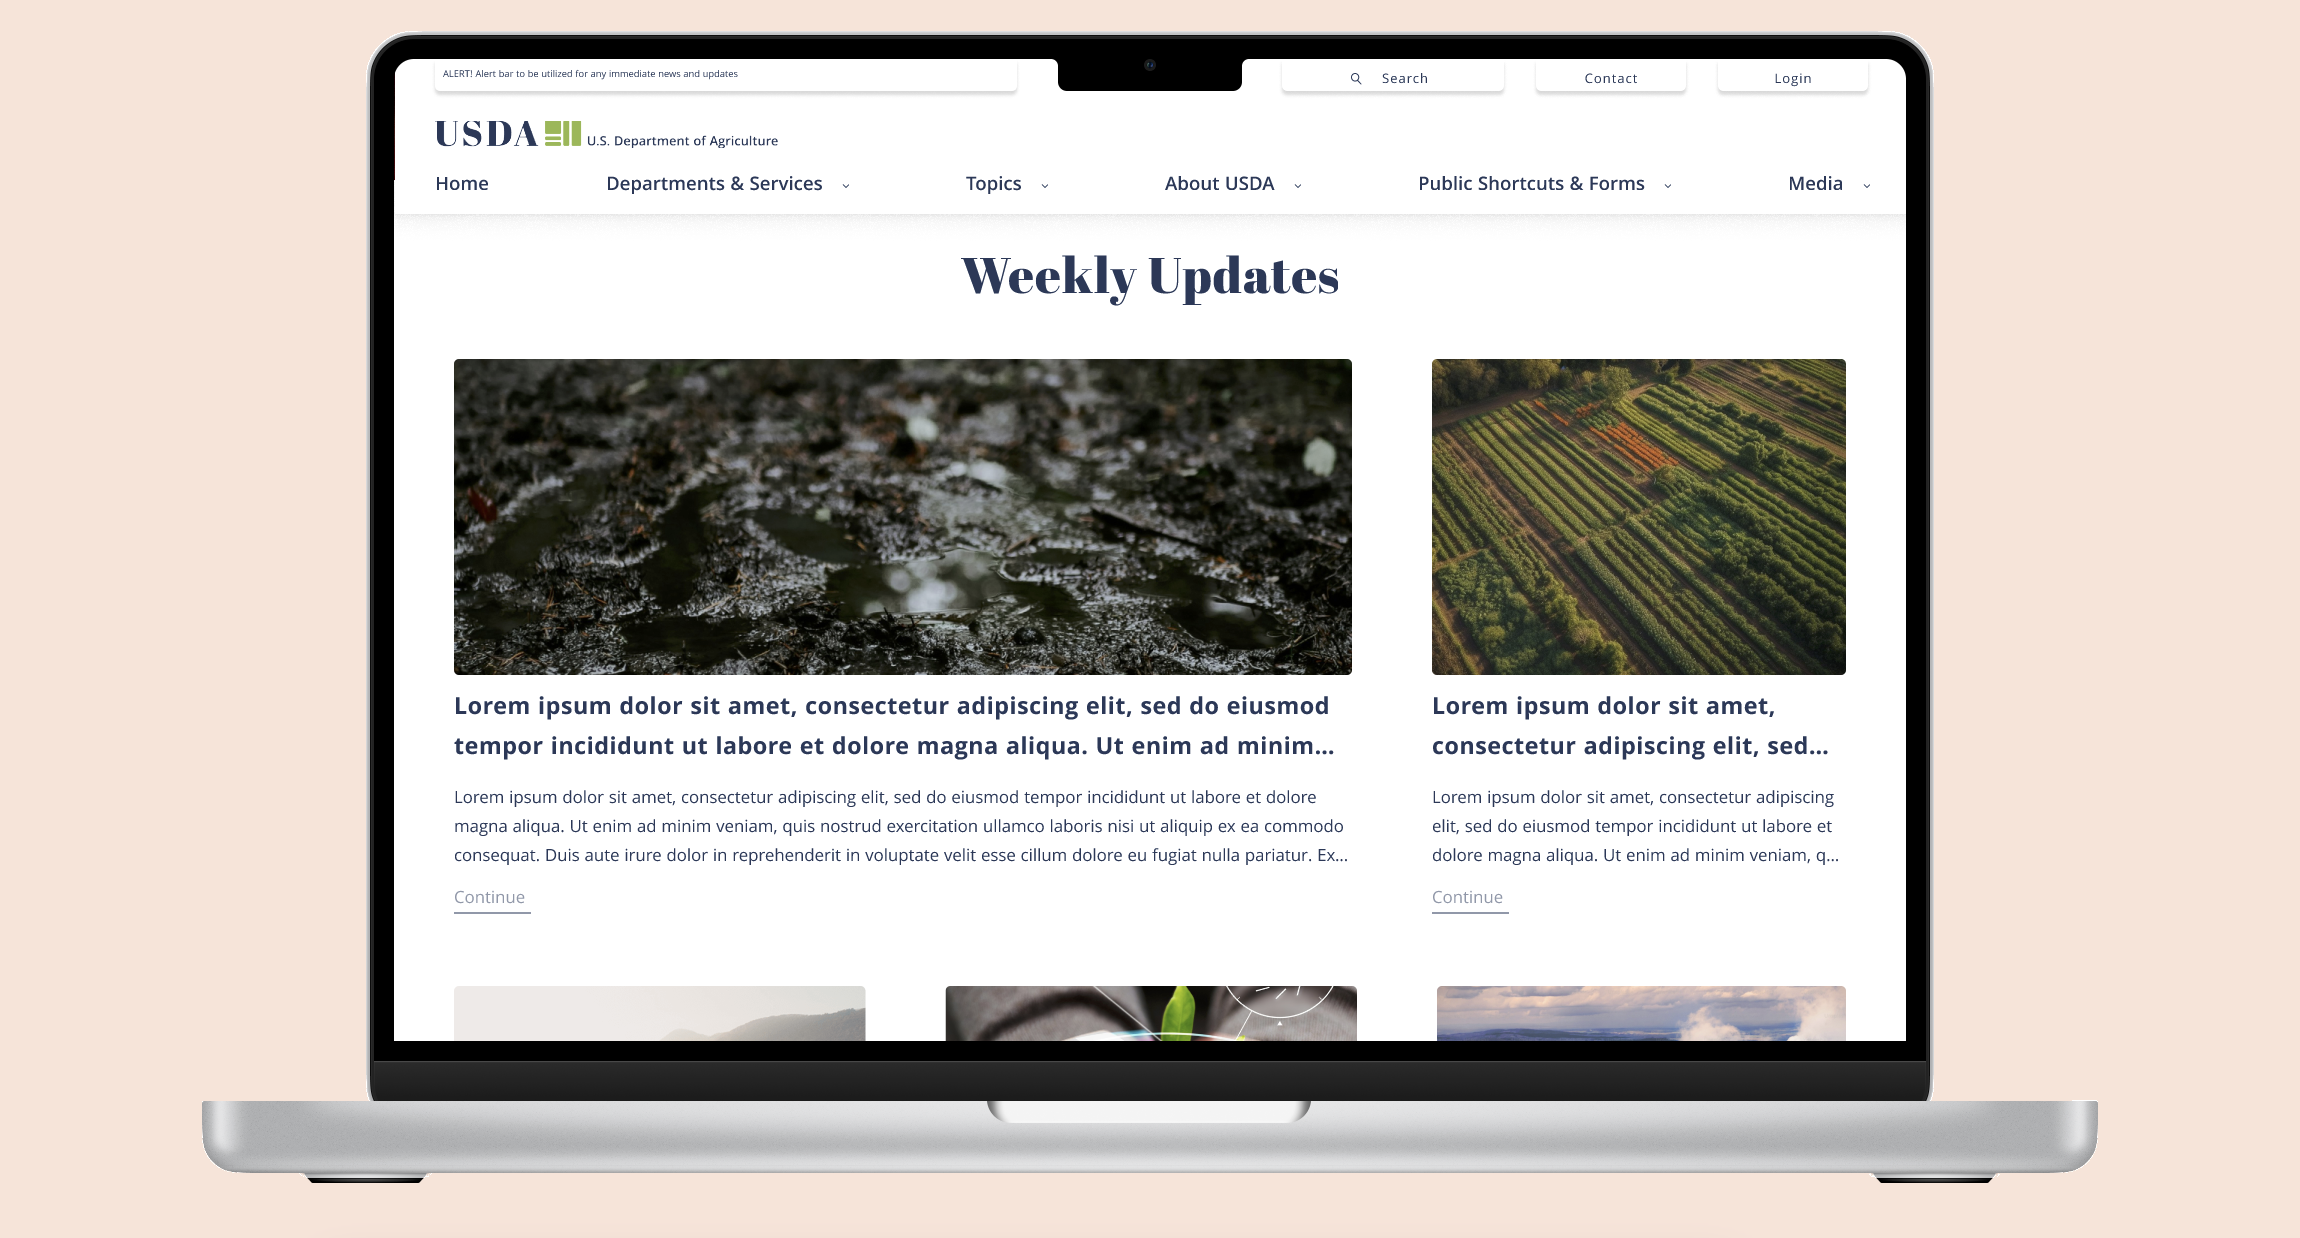 ALERT! Alert bar to be utilized for any immediate news and updates
Search
Contact
Login
USDA
U.S. Department of Agriculture
Home
Departments & Services
Topics
About USDA
Public Shortcuts & Forms
Media
Weekly Updates
Lorem ipsum dolor sit amet, consectetur adipiscing elit, sed do eiusmod
tempor incididunt ut labore et dolore magna aliqua. Ut enim ad minim...
Lorem ipsum dolor sit amet, consectetur adipiscing elit, sed do eiusmod tempor incididunt ut labore et dolore
magna aliqua. Ut enim ad minim veniam, quis nostrud exercitation ullamco laboris nisi ut aliquip ex ea commodo
consequat. Duis aute irure dolor in reprehenderit in voluptate velit esse cillum dolore eu fugiat nulla pariatur. Ex...
Continue
Lorem ipsum dolor sit amet,
consectetur adipiscing elit, sed...
Lorem ipsum dolor sit amet, consectetur adipiscing
elit, sed do eiusmod tempor incididunt ut labore et
dolore magna aliqua. Ut enim ad minim veniam, q...
Continue